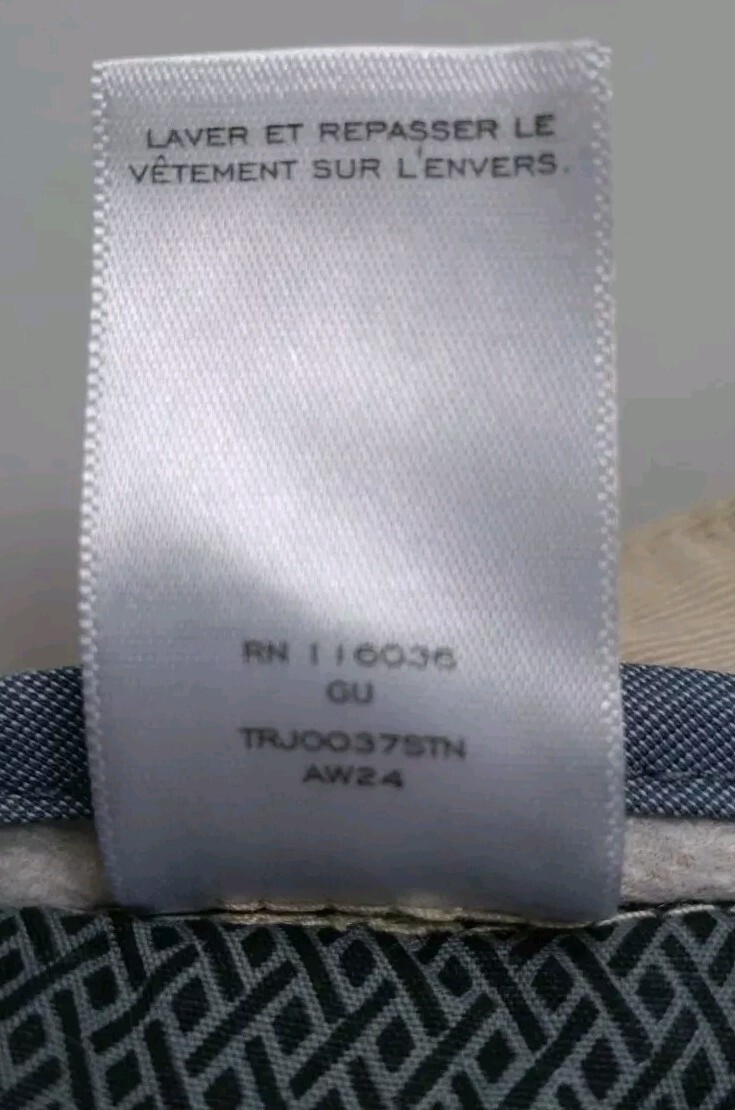 LAVER ET REPASSER LE
VÊTEMENT SUR L'ENVERS.
RN 116036
GU
TRJ0037STN
AW24